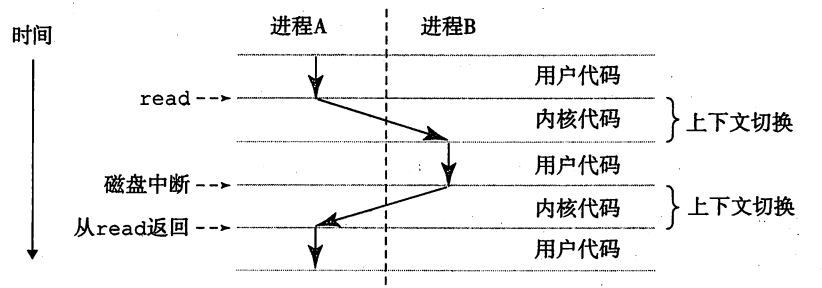 时间
进程A
进程B
用户代码
read
内核代码
上下文切换
用户代码
磁盘中断
内核代码
上下文切换
从read返回
用户代码